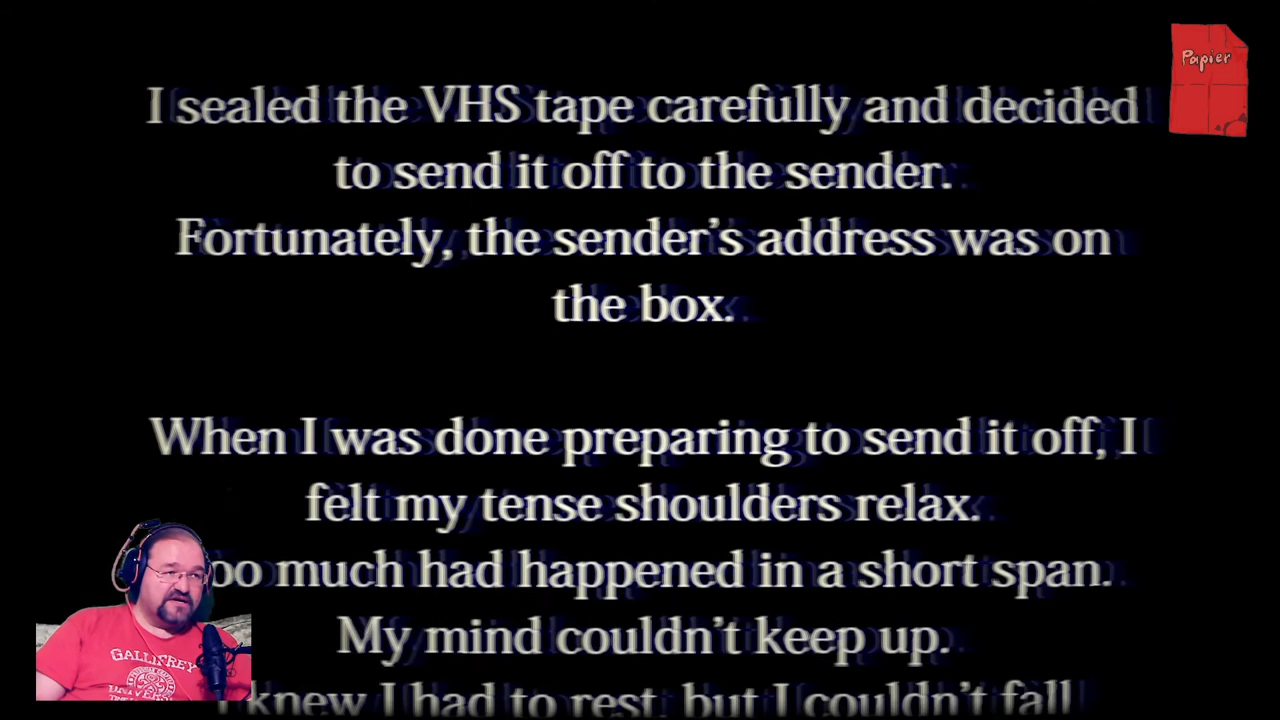 Papier
I sealed the VHS tape carefully and decided
to send it off to the sender.
Fortunately, the sender’s address was on
the box.
When I was done preparing to send it off, I
felt my tense shoulders relax.
oo much had happened in a short span.
My mind couldn’t keep up.
I knew I had to rest, but I couldn’t fall
GALLIFREY